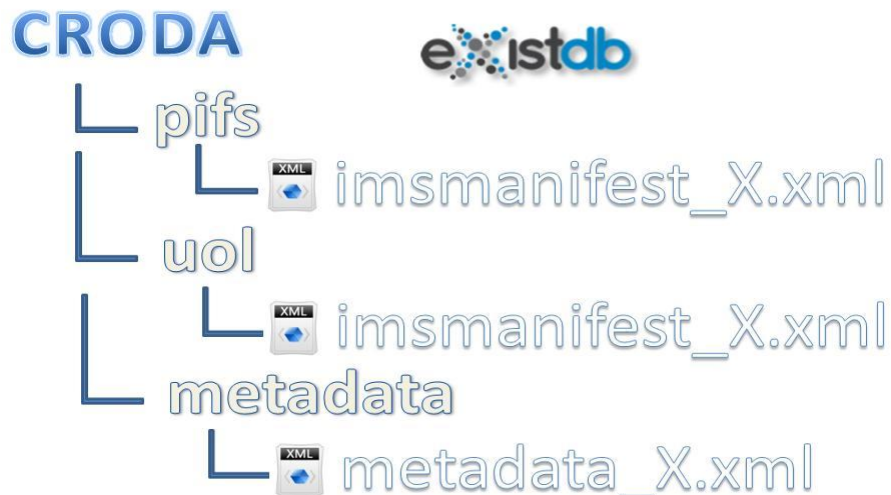 CRODA
eXistdb
pifs
XML
imsmanifest_X.xml
uol
XML
imsmanifest_X.xml
metadata
XML
metadata_X.xml